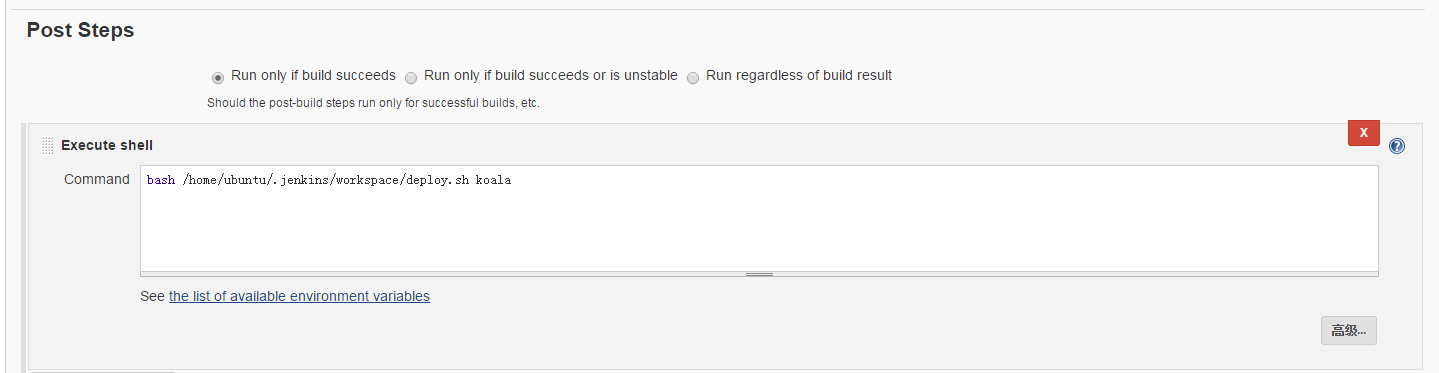 Post Steps
Run only if build succeeds Run only if build succeeds or is unstable Run regardless of build result
Should the post-build steps run only for successful builds, etc.
X
Execute shell
?
Command
bash /home/ubuntu/.jenkins/workspace/deploy.sh koala
See the list of available environment variables
高级...